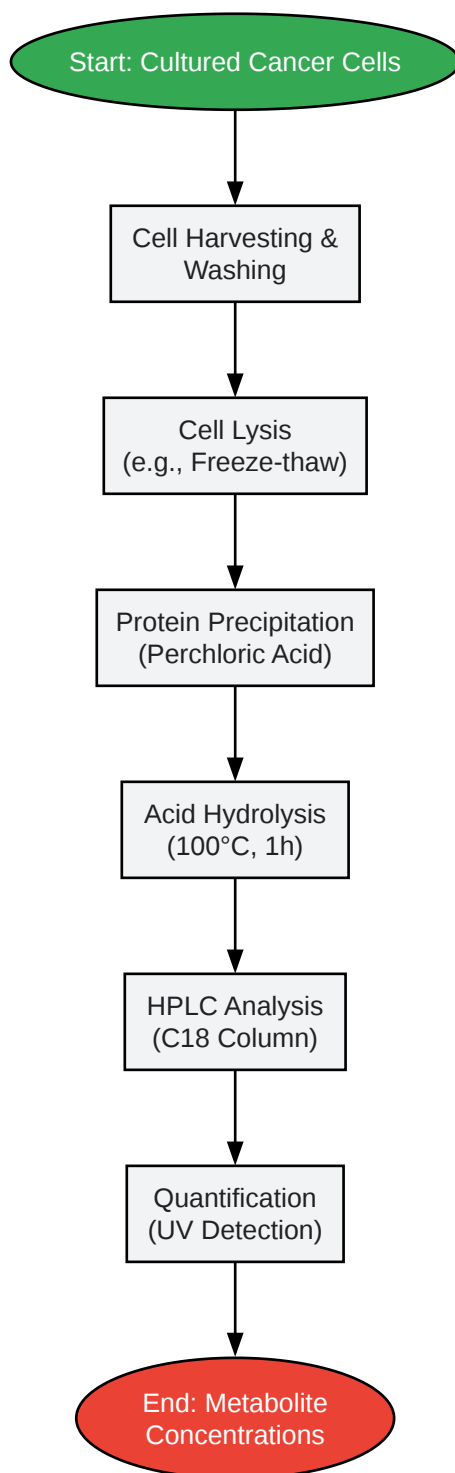 Start: Cultured Cancer Cells
Cell Harvesting &
Washing
Cell Lysis
(e.g., Freeze-thaw)
Protein Precipitation
(Perchloric Acid)
Acid Hydrolysis
(100°C, 1h)
HPLC Analysis
(C18 Column)
Quantification
(UV Detection)
End: Metabolite
Concentrations